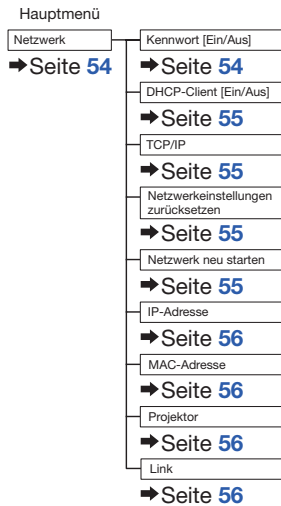 Hauptmenü
Netzwerk
➡Seite 54
Kennwort [Ein/Aus]
➡Seite 54
DHCP-Client [Ein/Aus]
➡Seite 55
TCP/IP
➡Seite 55
Netzwerkeinstellungen
zurücksetzen
➡Seite 55
Netzwerk neu starten
➡Seite 55
IP-Adresse
➡Seite 56
MAC-Adresse
➡Seite 56
Projektor
➡Seite 56
Link
➡Seite 56